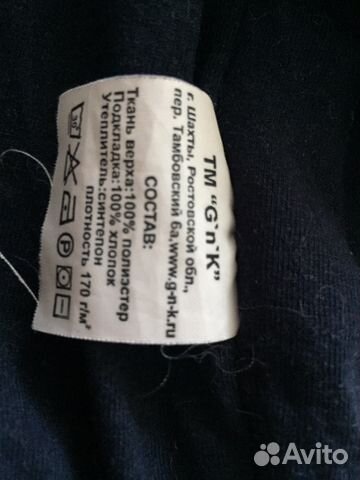 ТМ "G`n`K"
г. Шахты, Ростовской обл.,
пер. Тамбовский 6а,www.g-n-k.ru
СОСТАВ:
Ткань верха:100% полиэстер
Подкладка:100% хлопок
Утеплитель:синтепон
плотность 170 г/м²
30°
P
Avito